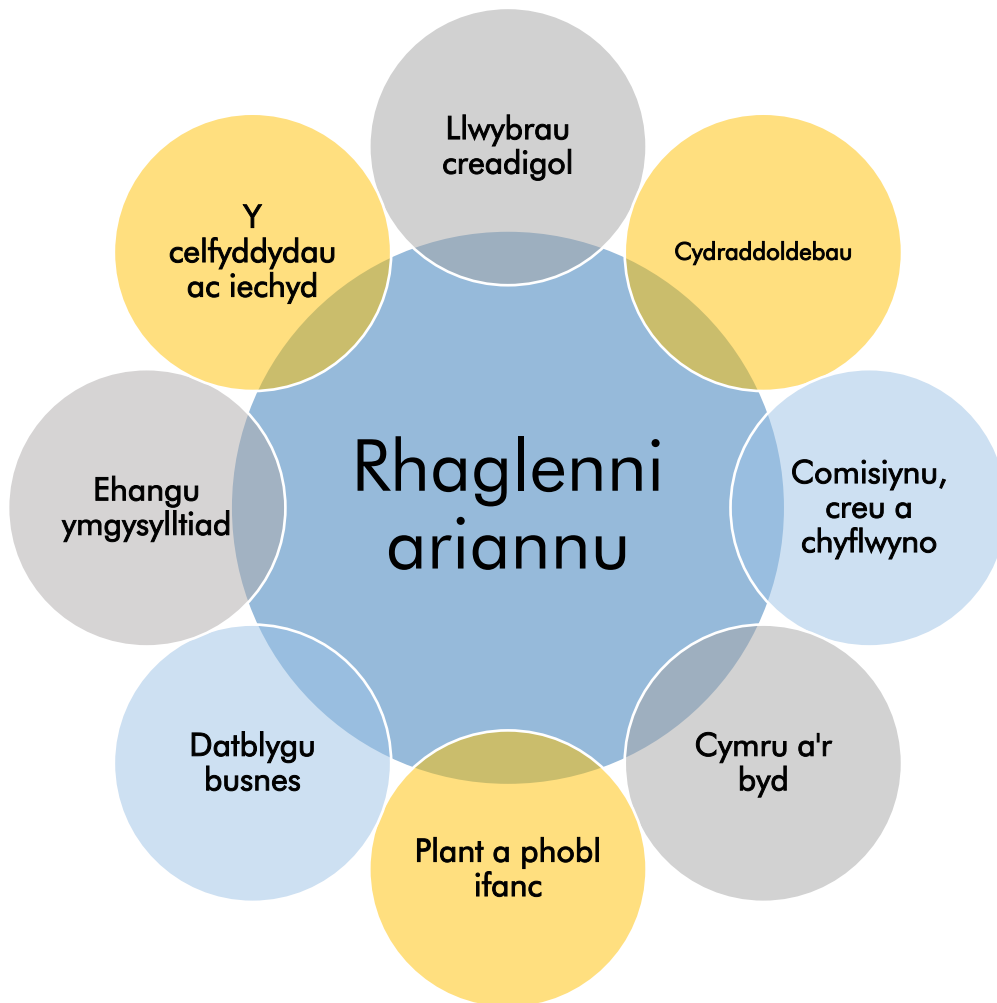 Rhaglenni
ariannu
Llwybrau
creadigol
Cydraddoldebau
Comisiynu,
creu a
chyflwyno
Cymru a'r
byd
Plant a phobl
ifanc
Datblygu
busnes
Ehangu
ymgysylltiad
Y
celfyddydau
ac iechyd